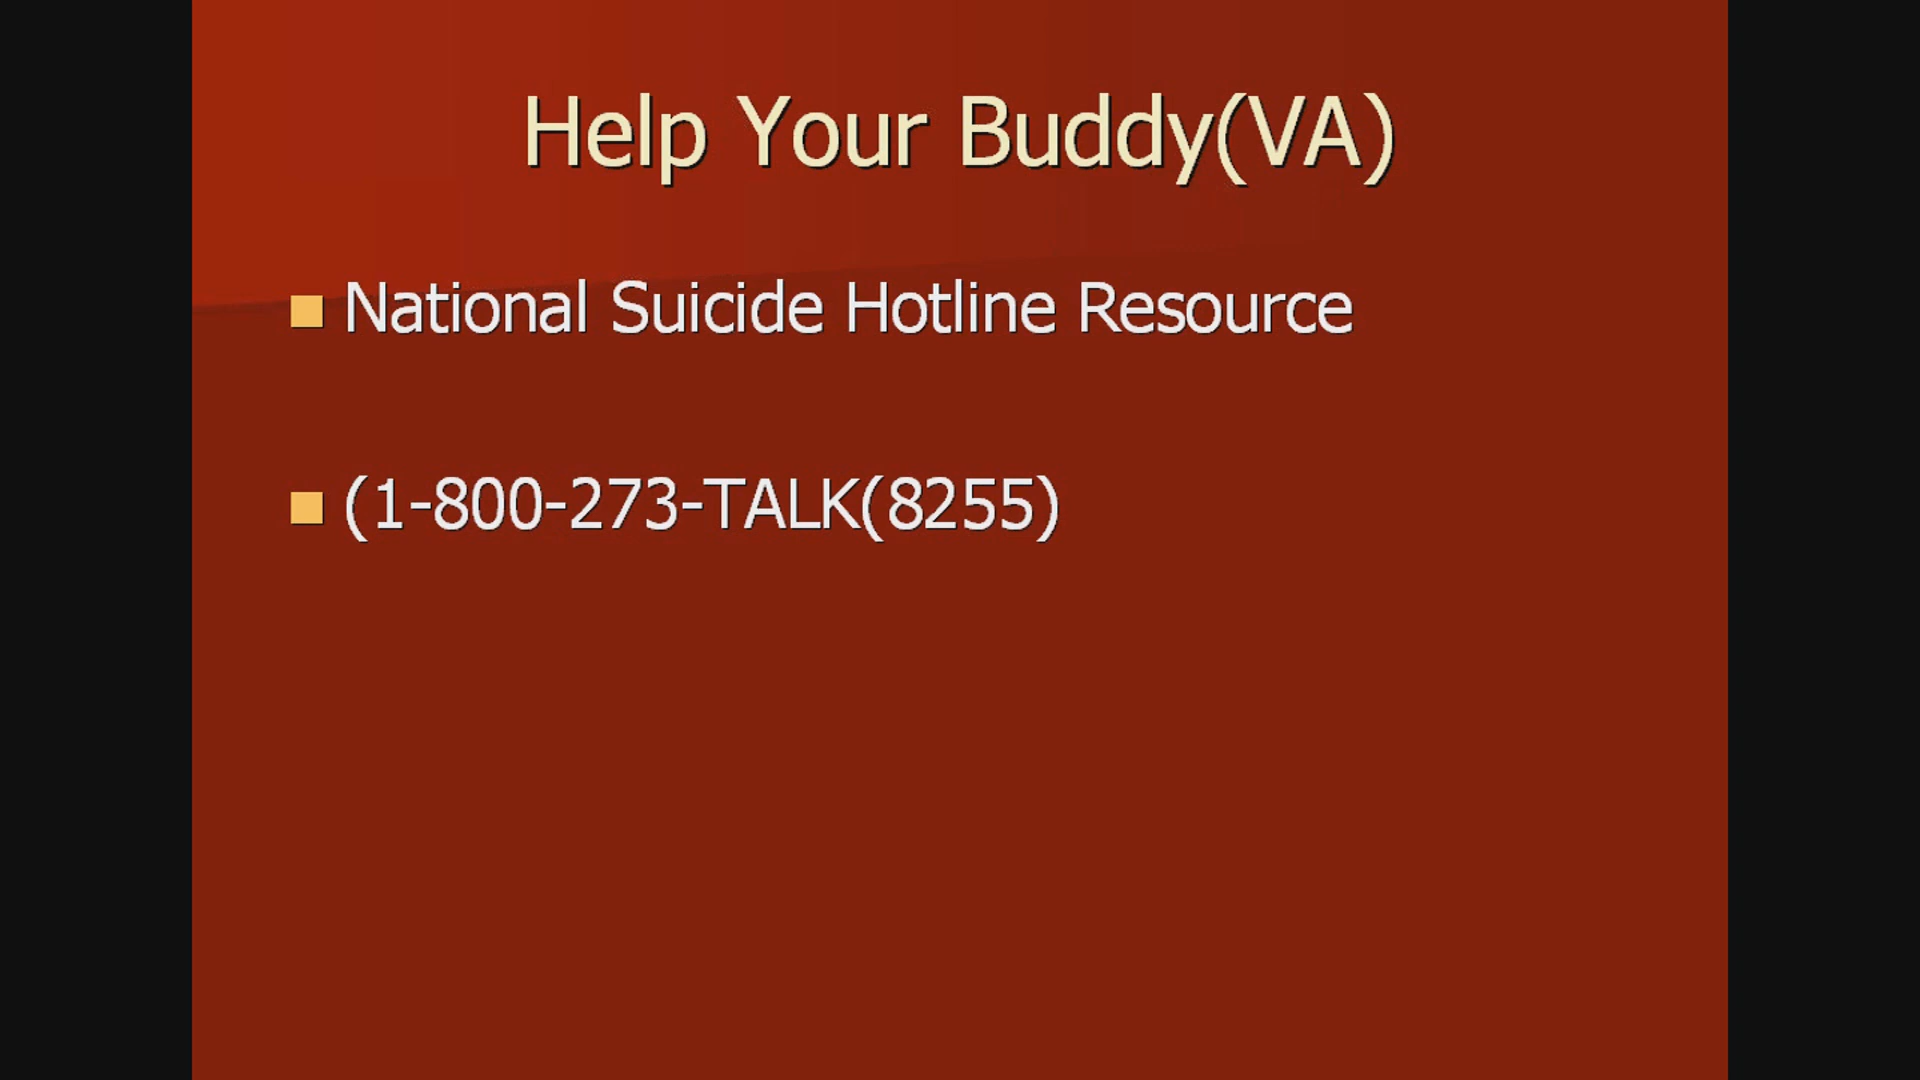 Help Your Buddy(VA)
National Suicide Hotline Resource
(1-800-273-TALK(8255)